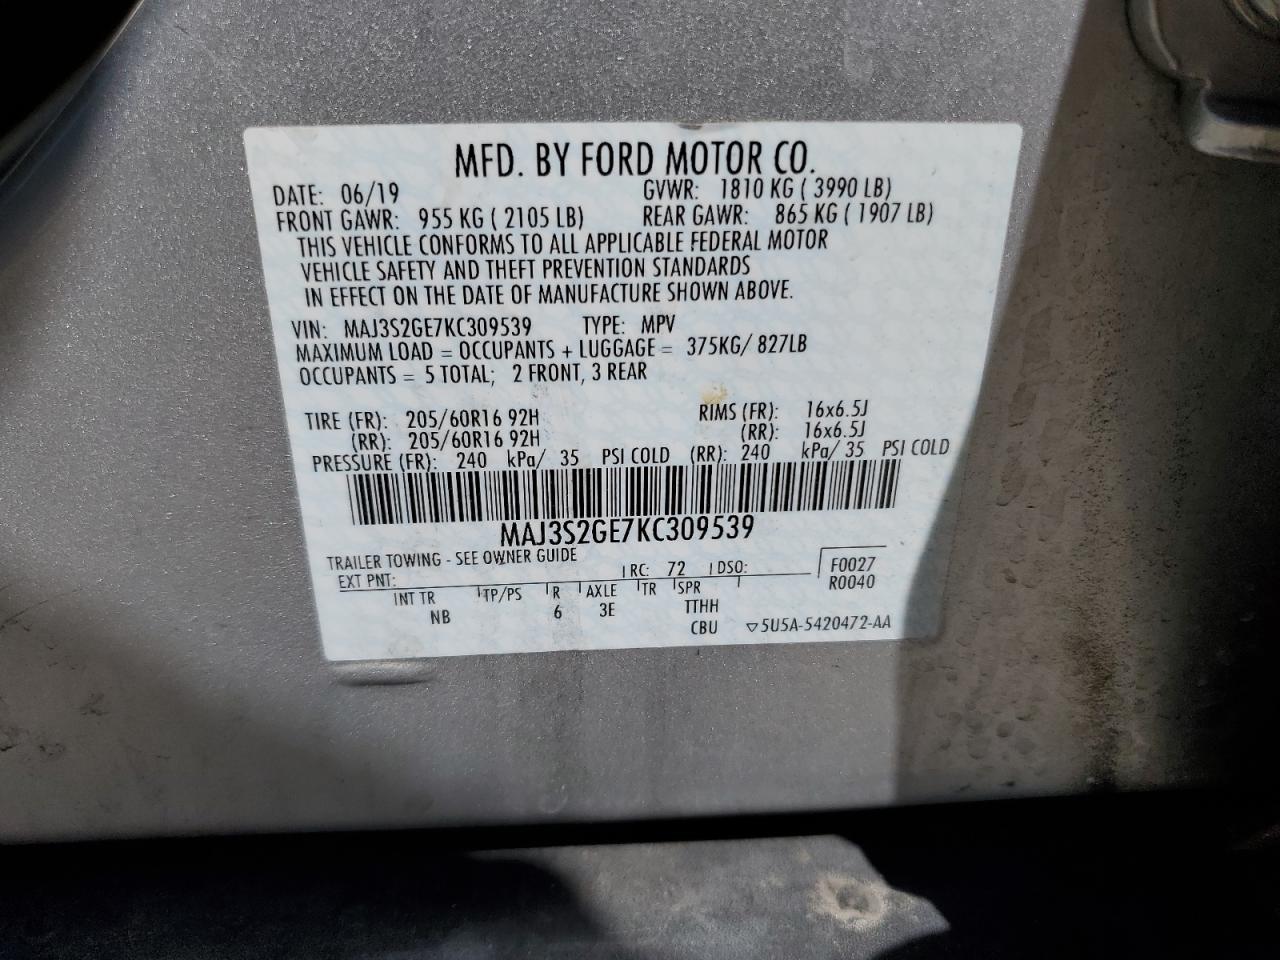 MFD. BY FORD MOTOR CO.
DATE: 06/19 GVWR: 1810 KG ( 3990 LB)
FRONT GAWR: 955 KG ( 2105 LB) REAR GAWR: 865 KG ( 1907 LB)
THIS VEHICLE CONFORMS TO ALL APPLICABLE FEDERAL MOTOR
VEHICLE SAFETY AND THEFT PREVENTION STANDARDS
IN EFFECT ON THE DATE OF MANUFACTURE SHOWN ABOVE.
VIN: MAJ3S2GE7KC309539 TYPE: MPV
MAXIMUM LOAD = OCCUPANTS + LUGGAGE = 375KG/ 827LB
OCCUPANTS = 5 TOTAL; 2 FRONT, 3 REAR
TIRE (FR): 205/60R16 92H RIMS (FR): 16x6.5J
(RR): 205/60R16 92H (RR): 16x6.5J
PRESSURE (FR): 240 kPa/ 35 PSI COLD (RR): 240 kPa/ 35 PSI COLD
MAJ3S2GE7KC309539
TRAILER TOWING - SEE OWNER GUIDE
EXT PNT: RC: 72 DSO: F0027
R0040
INT TR TP/PS R AXLE TR SPR
NB 6 3E TTHH
CBU ▽5U5A-5420472-AA